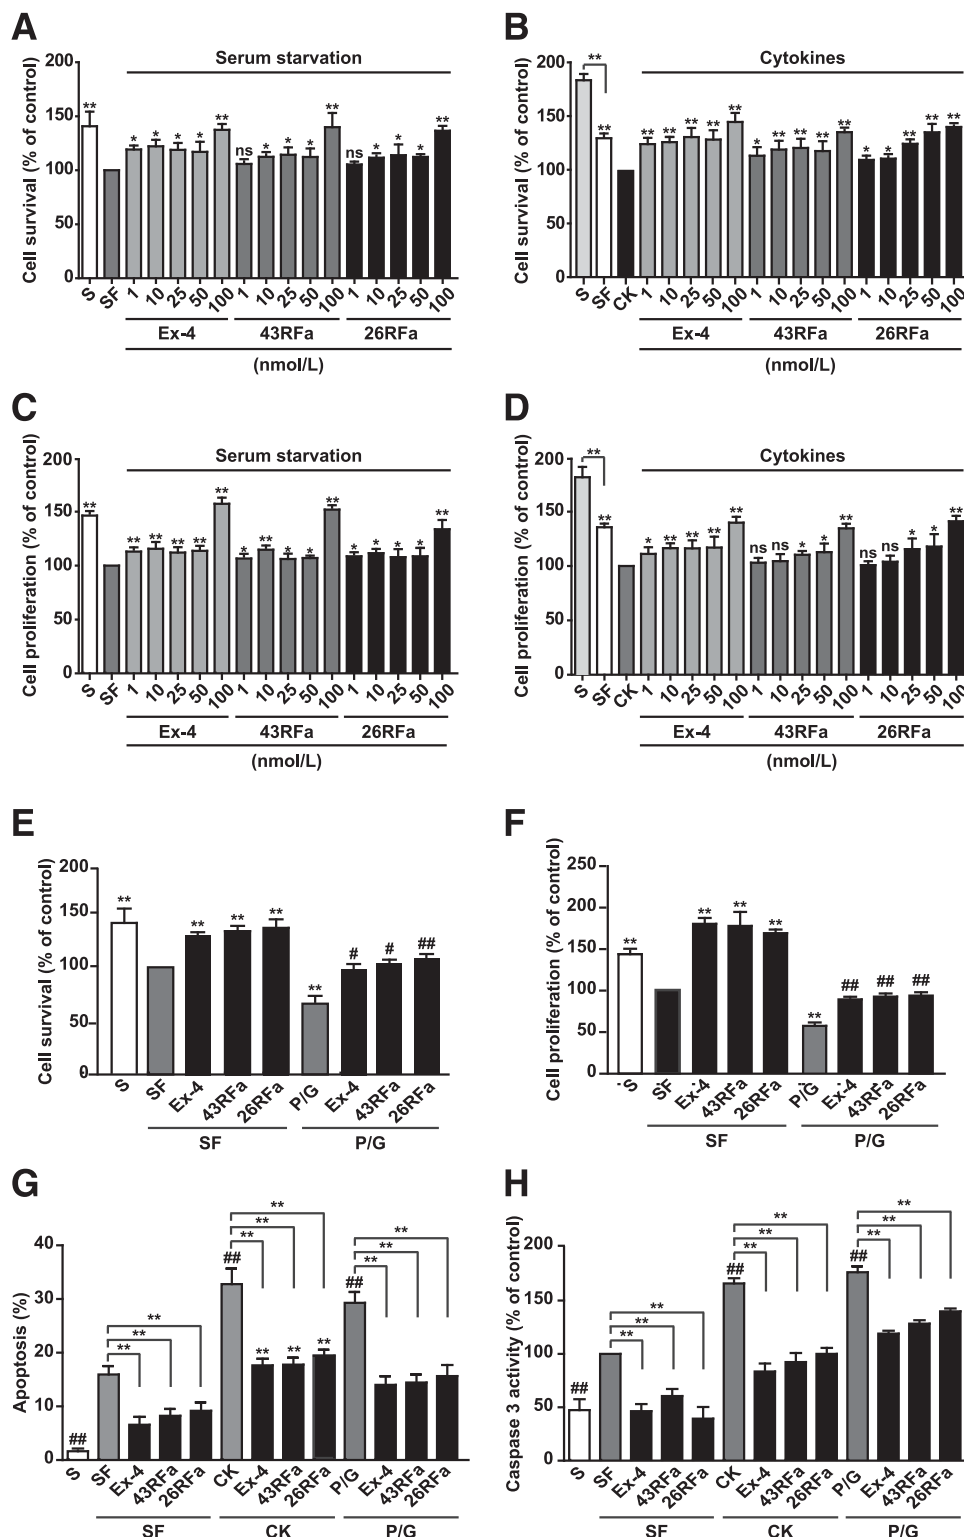 A
Serum starvation
Cell survival (% of control)
200
150
100
50
0
** * * * * ** ns * * * ** ns * * * **
S SF 1 10 25 50 100 1 10 25 50 100 1 10 25 50 100
Ex-4 43RFa 26RFa
(nmol/L)
B
Cytokines
Cell survival (% of control)
200
150
100
50
0
**
** ** ** ** ** ** * ** ** * ** * * ** ** **
S SF CK 1 10 25 50 100 1 10 25 50 100 1 10 25 50 100
Ex-4 43RFa 26RFa
(nmol/L)
C
Serum starvation
Cell proliferation (% of control)
200
150
100
50
0
** ** ** ** ** ** * ** * * ** * * * * **
S SF 1 10 25 50 100 1 10 25 50 100 1 10 25 50 100
Ex-4 43RFa 26RFa
(nmol/L)
D
Cytokines
Cell proliferation (% of control)
200
150
100
50
0
**
** * ** ** ** ** ns ns * * ** ns ns * * **
S SF CK 1 10 25 50 100 1 10 25 50 100 1 10 25 50 100
Ex-4 43RFa 26RFa
(nmol/L)
E
Cell survival (% of control)
200
150
100
50
0
** ** ** ** ** # # ##
S SF Ex-4 43RFa 26RFa P/G Ex-4 43RFa 26RFa
SF P/G
F
Cell proliferation (% of control)
250
200
150
100
50
0
** ** ** ** ** ## ## ##
S SF Ex-4 43RFa 26RFa P/G Ex-4 43RFa 26RFa
SF P/G
G
Apoptosis (%)
40
30
20
10
0
** ** **
** ** **
** ** **
## ## ##
** ** **
S SF Ex-4 43RFa 26RFa CK Ex-4 43RFa 26RFa P/G Ex-4 43RFa 26RFa
SF CK P/G
H
Caspase 3 activity (% of control)
200
150
100
50
0
** ** **
** ** **
** ** **
## ## ##
S SF Ex-4 43RFa 26RFa CK Ex-4 43RFa 26RFa P/G Ex-4 43RFa 26RFa
SF CK P/G